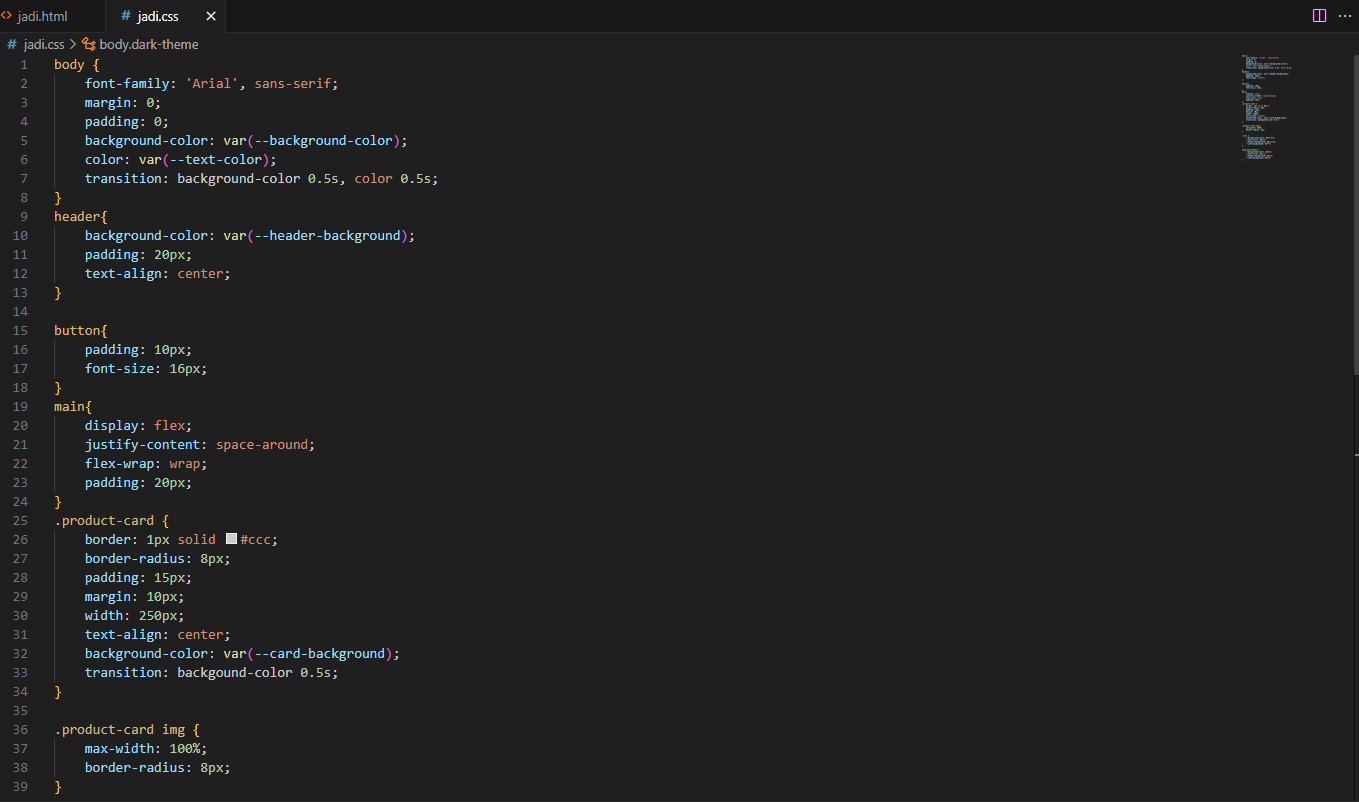 jadi.html
# jadi.css
# jadi.css > body.dark-theme
1 body {
2 font-family: 'Arial', sans-serif;
3 margin: 0;
4 padding: 0;
5 background-color: var(--background-color);
6 color: var(--text-color);
7 transition: background-color 0.5s, color 0.5s;
8 }
9 header{
10 background-color: var(--header-background);
11 padding: 20px;
12 text-align: center;
13 }
14
15 button{
16 padding: 10px;
17 font-size: 16px;
18 }
19 main{
20 display: flex;
21 justify-content: space-around;
22 flex-wrap: wrap;
23 padding: 20px;
24 }
25 .product-card {
26 border: 1px solid #ccc;
27 border-radius: 8px;
28 padding: 15px;
29 margin: 10px;
30 width: 250px;
31 text-align: center;
32 background-color: var(--card-background);
33 transition: backgound-color 0.5s;
34 }
35
36 .product-card img {
37 max-width: 100%;
38 border-radius: 8px;
39 }